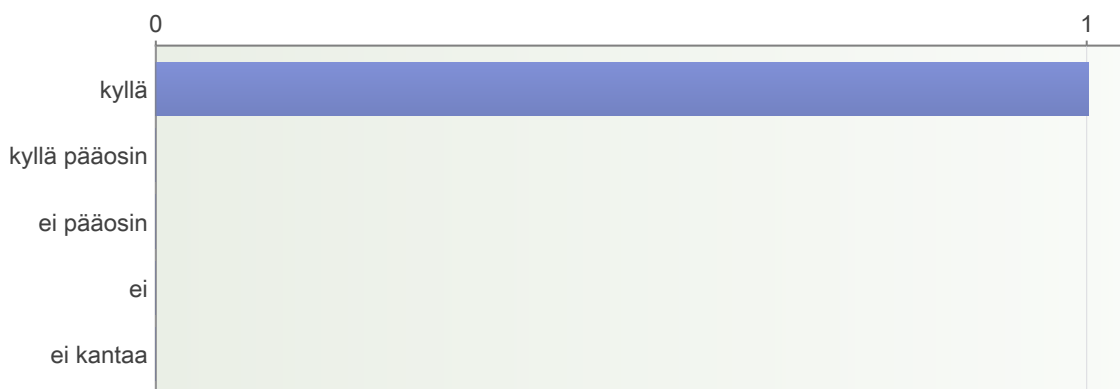 0 1
kyllä
kyllä pääosin
ei pääosin
ei
ei kantaa